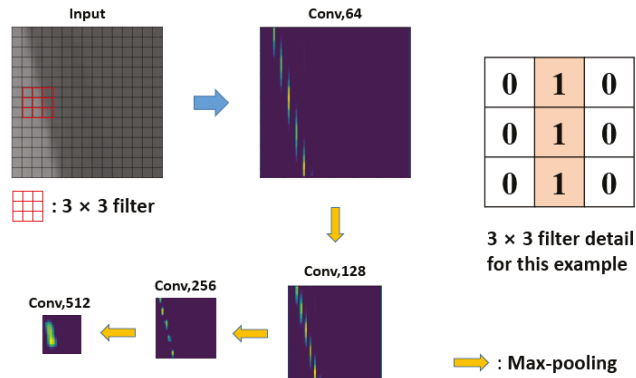 Input
Conv,64
0 1 0
0 1 0
0 1 0
: 3 × 3 filter
3 × 3 filter detail
for this example
Conv,128
Conv,256
Conv,512
: Max-pooling